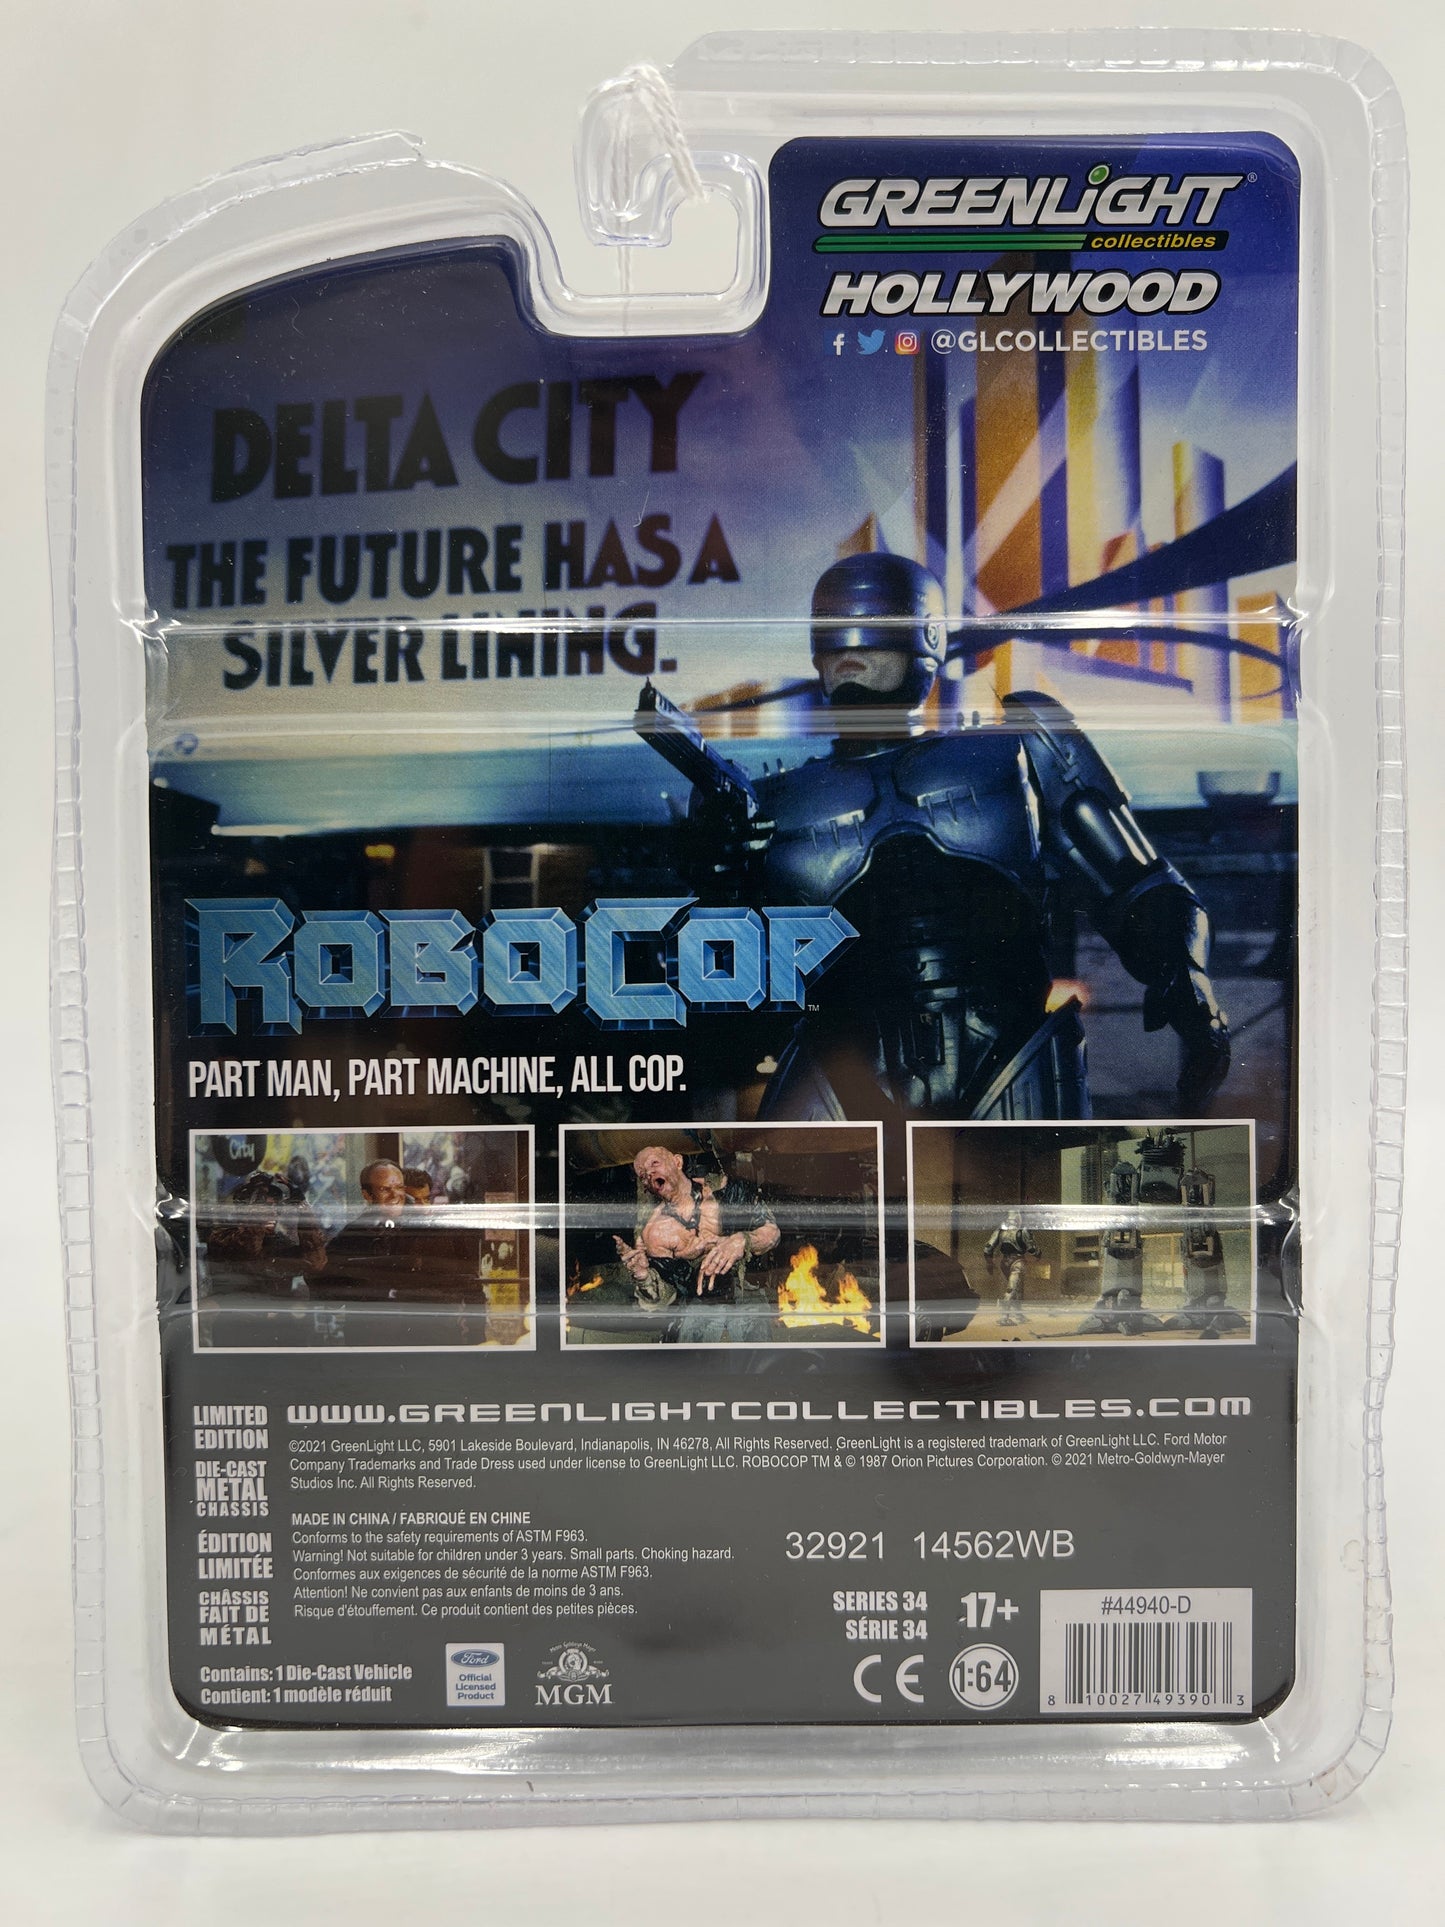 GREENLiGHT®
collectibles
HOLLYWOOD
@GLCOLLECTIBLES
DELTA CITY
THE FUTURE HAS A
SILVER LINING.
ROBOCOP™
PART MAN, PART MACHINE, ALL COP.
LIMITED
EDITION
DIE-CAST
METAL
CHASSIS
ÉDITION
LIMITÉE
CHÂSSIS
FAIT DE
MÉTAL
WWW.GREENLIGHTCOLLECTIBLES.COM
©2021 GreenLight LLC, 5901 Lakeside Boulevard, Indianapolis, IN 46278, All Rights Reserved. GreenLight is a registered trademark of GreenLight LLC. Ford Motor
Company Trademarks and Trade Dress used under license to GreenLight LLC. ROBOCOP TM & © 1987 Orion Pictures Corporation. © 2021 Metro-Goldwyn-Mayer
Studios Inc. All Rights Reserved.
MADE IN CHINA / FABRIQUÉ EN CHINE
Conforms to the safety requirements of ASTM F963.
Warning! Not suitable for children under 3 years. Small parts. Choking hazard.
Conformes aux exigences de sécurité de la norme ASTM F963.
Attention! Ne convient pas aux enfants de moins de 3 ans.
Risque d'étouffement. Ce produit contient des petites pièces.
32921 14562WB
SERIES 34
SÉRIE 34
17+
#44940-D
Contains: 1 Die-Cast Vehicle
Contient: 1 modèle réduit
Ford
Official
Licensed
Product
MGM
CE
1:64
8 10027 49390 3